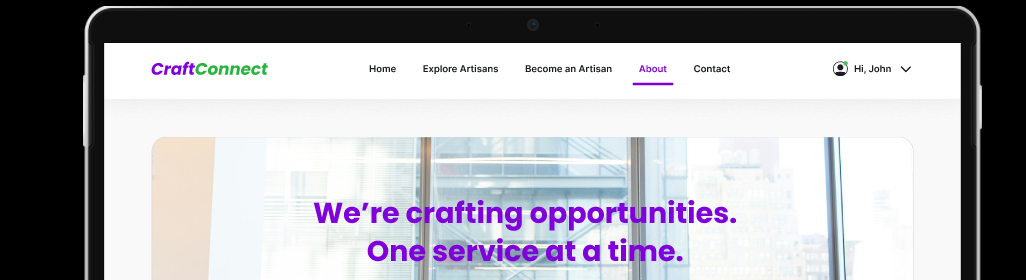 CraftConnect
Home Explore Artisans Become an Artisan About Contact Hi, John
We're crafting opportunities.
One service at a time.